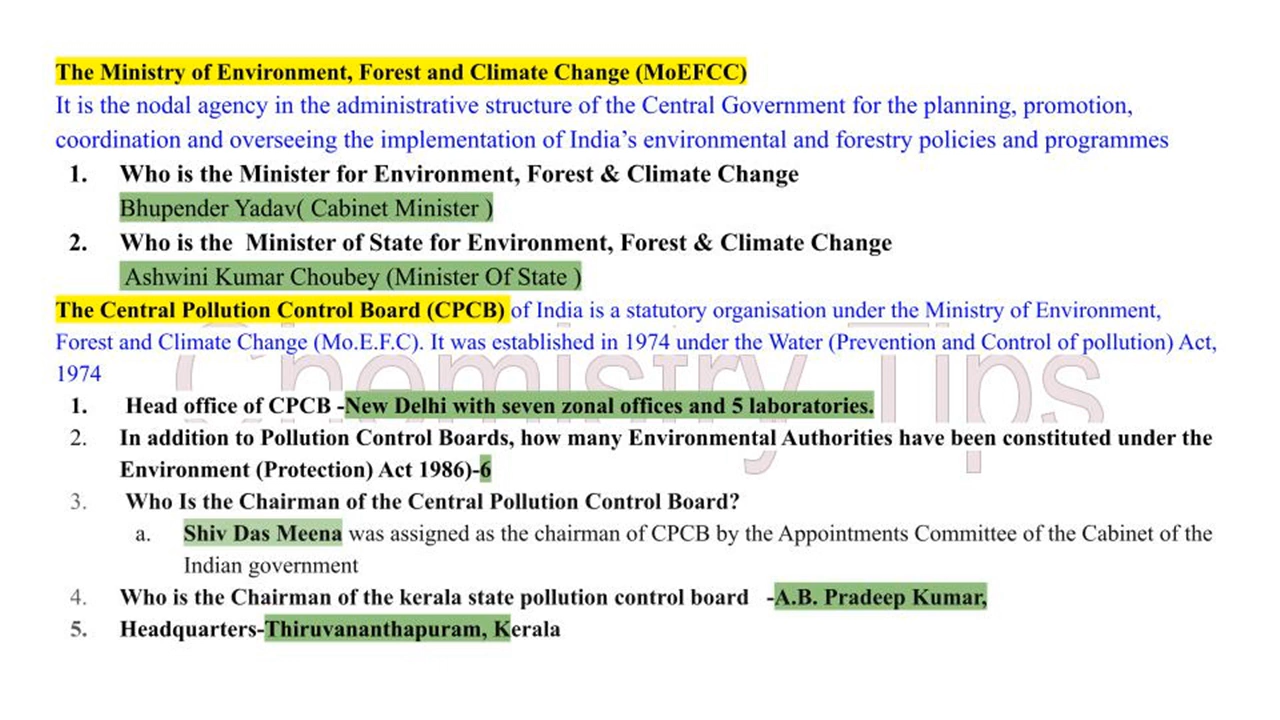 The Ministry of Environment, Forest and Climate Change (MoEFCC)
It is the nodal agency in the administrative structure of the Central Government for the planning, promotion,
coordination and overseeing the implementation of India’s environmental and forestry policies and programmes
1. Who is the Minister for Environment, Forest & Climate Change
Bhupender Yadav( Cabinet Minister )
2. Who is the  Minister of State for Environment, Forest & Climate Change
Ashwini Kumar Choubey (Minister Of State )
The Central Pollution Control Board (CPCB) of India is a statutory organisation under the Ministry of Environment,
Forest and Climate Change (Mo.E.F.C). It was established in 1974 under the Water (Prevention and Control of pollution) Act,
1974
Chemistry Tips
1. Head office of CPCB -New Delhi with seven zonal offices and 5 laboratories.
2. In addition to Pollution Control Boards, how many Environmental Authorities have been constituted under the
Environment (Protection) Act 1986)-6
3. Who Is the Chairman of the Central Pollution Control Board?
a. Shiv Das Meena was assigned as the chairman of CPCB by the Appointments Committee of the Cabinet of the
Indian government
4. Who is the Chairman of the kerala state pollution control board   -A.B. Pradeep Kumar,
5. Headquarters-Thiruvananthapuram, Kerala